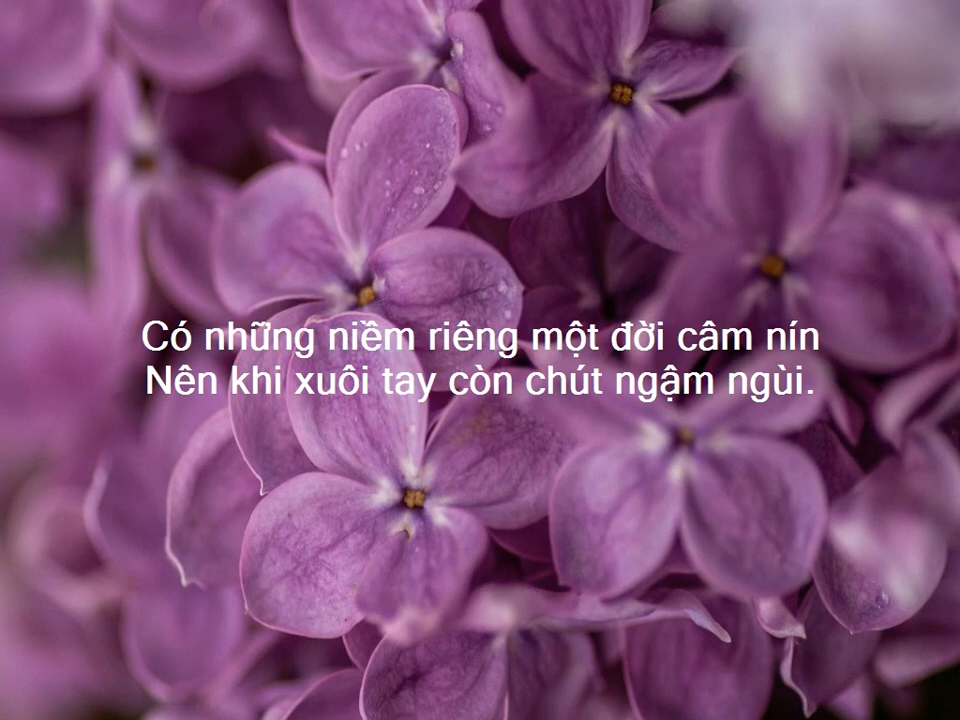 Có những niềm riêng một đời câm nín
Nên khi xuôi tay còn chút ngậm ngùi.